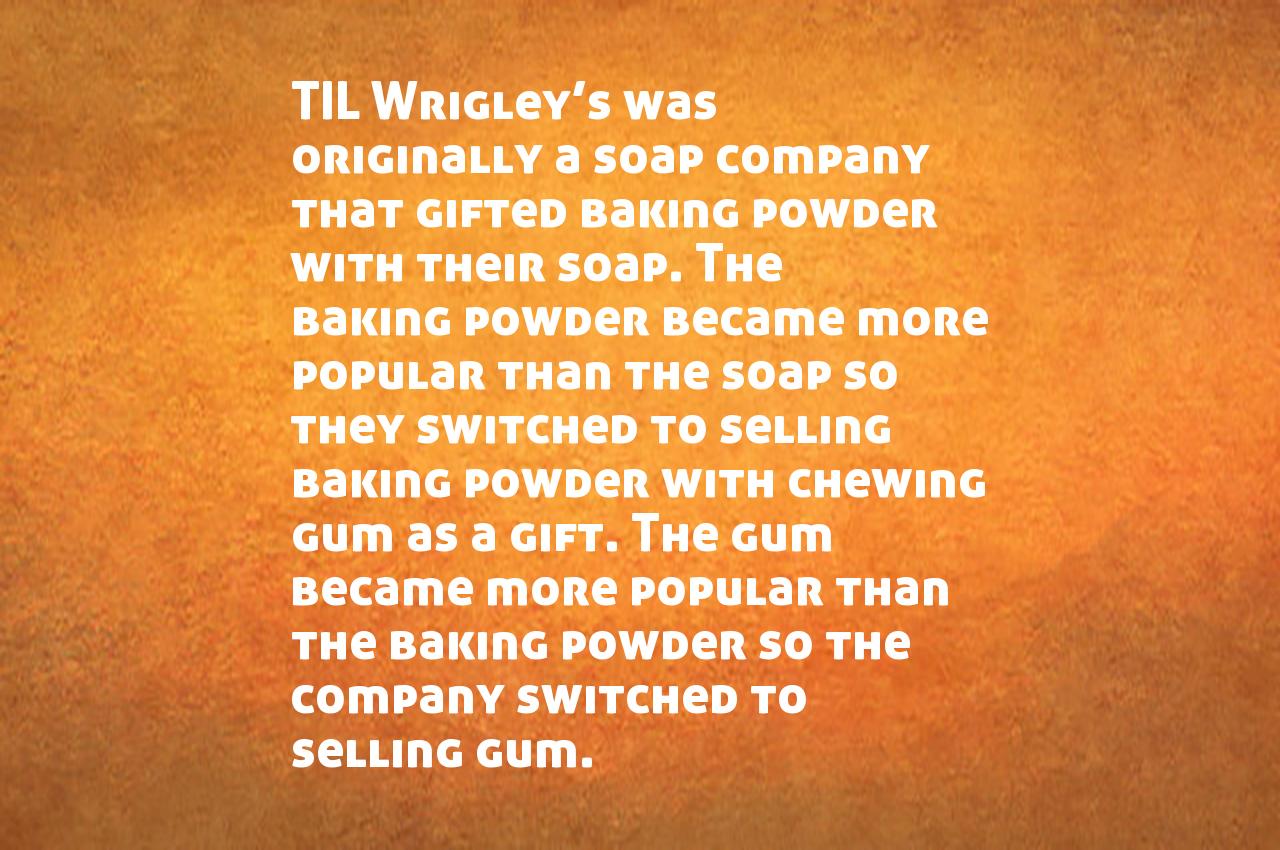 TIL Wrigley's was
originally a soap company
that gifted baking powder
with their soap. The
baking powder became more
popular than the soap so
they switched to selling
baking powder with chewing
gum as a gift. The gum
became more popular than
the baking powder so the
company switched to
selling gum.